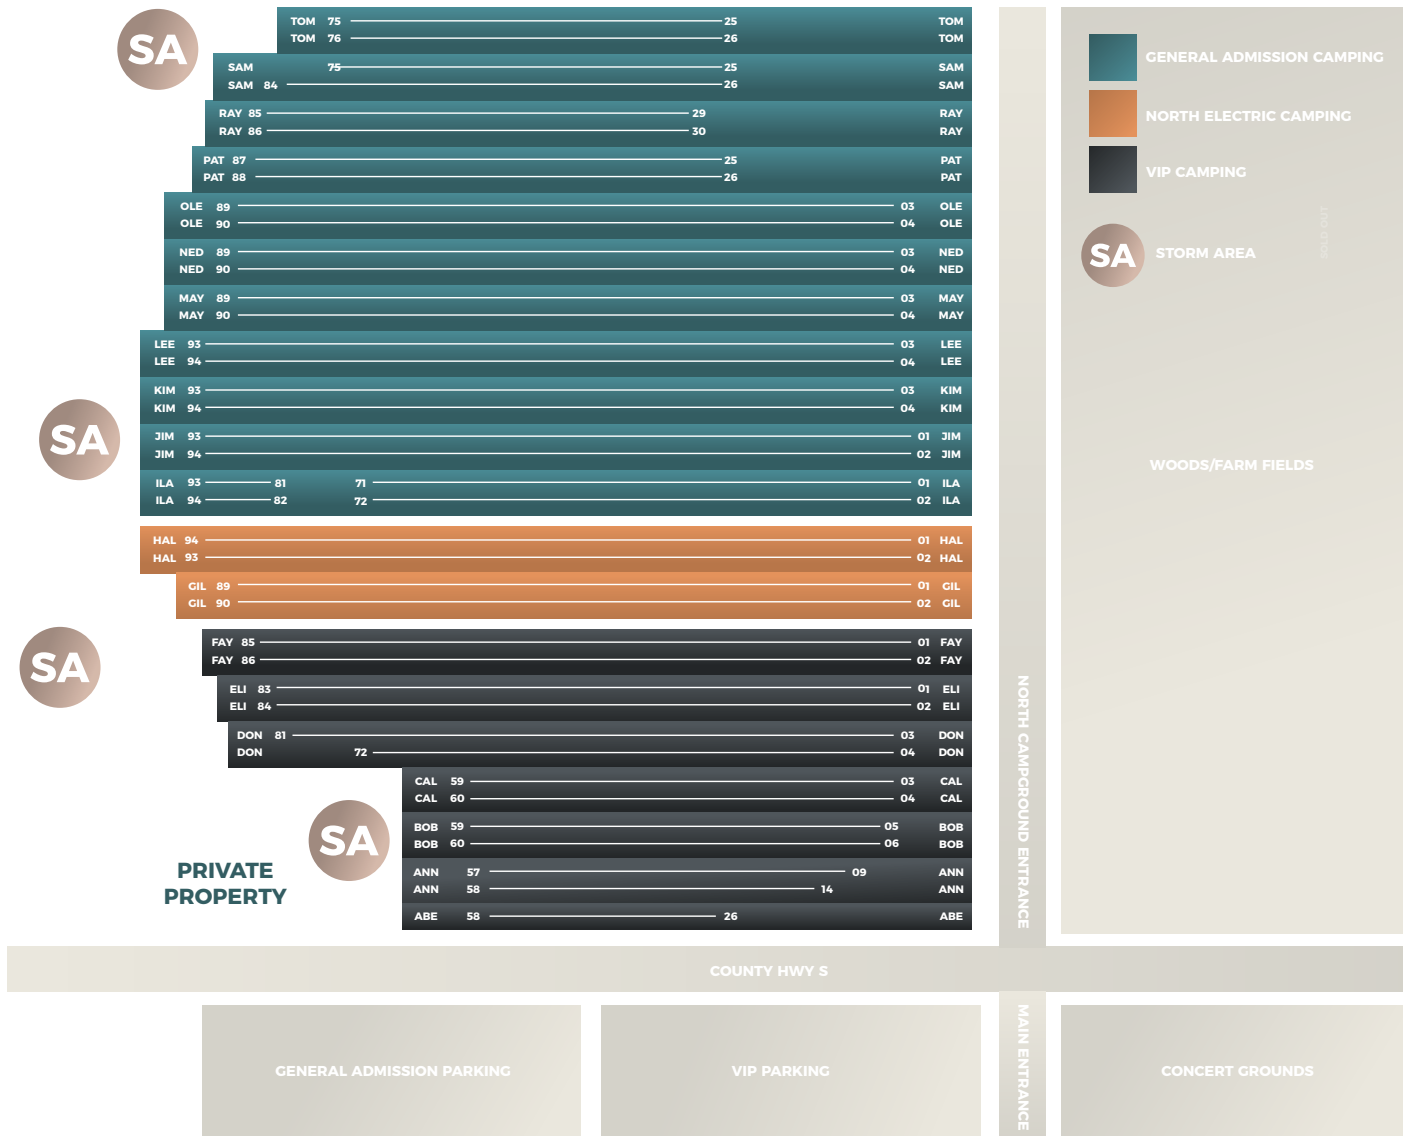 SA
TOM 75 25 TOM
TOM 76 26 TOM
SAM 75 25 SAM
SAM 84 26 SAM
RAY 85 29 RAY
RAY 86 30 RAY
PAT 87 25 PAT
PAT 88 26 PAT
OLE 89 03 OLE
OLE 90 04 OLE
NED 89 03 NED
NED 90 04 NED
MAY 89 03 MAY
MAY 90 04 MAY
LEE 93 03 LEE
LEE 94 04 LEE
KIM 93 03 KIM
KIM 94 04 KIM
SA
JIM 93 01 JIM
JIM 94 02 JIM
ILA 93 81 71 01 ILA
ILA 94 82 72 02 ILA
HAL 94 01 HAL
HAL 93 02 HAL
GIL 89 01 GIL
GIL 90 02 GIL
SA
FAY 85 01 FAY
FAY 86 02 FAY
ELI 83 01 ELI
ELI 84 02 ELI
DON 81 03 DON
DON 72 04 DON
CAL 59 03 CAL
CAL 60 04 CAL
SA
BOB 59 05 BOB
BOB 60 06 BOB
ANN 57 09 ANN
ANN 58 14 ANN
ABE 58 26 ABE
PRIVATE
PROPERTY
NORTH CAMPGROUND ENTRANCE
GENERAL ADMISSION CAMPING
NORTH ELECTRIC CAMPING
VIP CAMPING
SOLD OUT
SA STORM AREA
WOODS/FARM FIELDS
COUNTY HWY S
GENERAL ADMISSION PARKING
VIP PARKING
MAIN ENTRANCE
CONCERT GROUNDS